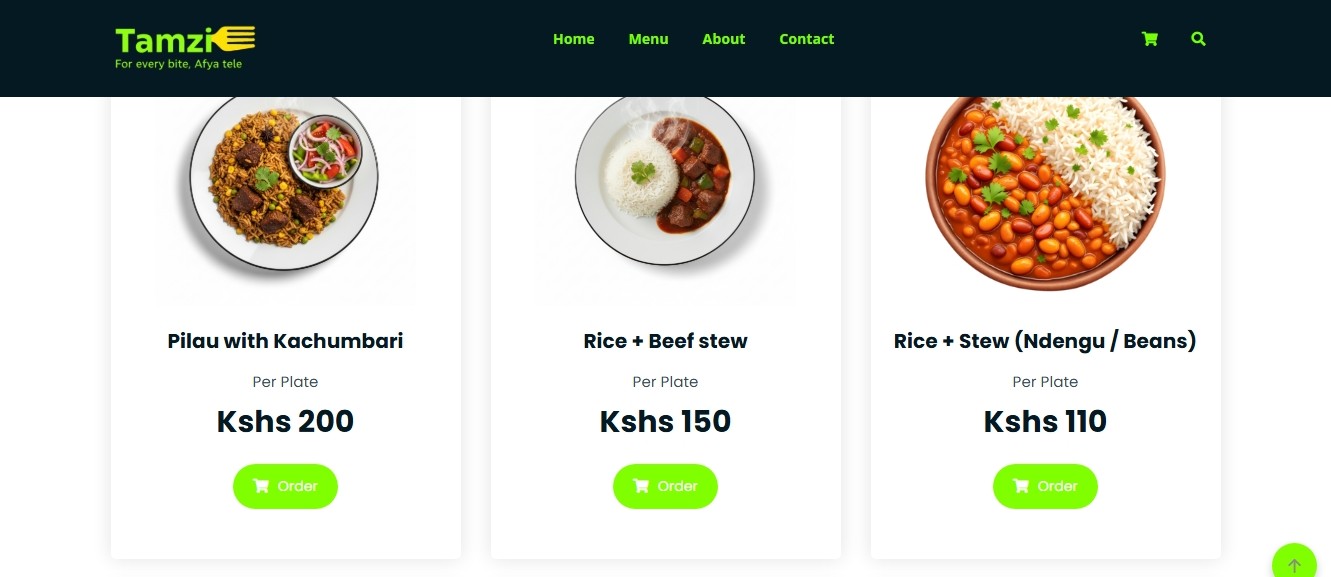 Tamzi
For every bite, Afya tele
Home Menu About Contact
Pilau with Kachumbari
Per Plate
Kshs 200
Order
Rice + Beef stew
Per Plate
Kshs 150
Order
Rice + Stew (Ndengu / Beans)
Per Plate
Kshs 110
Order